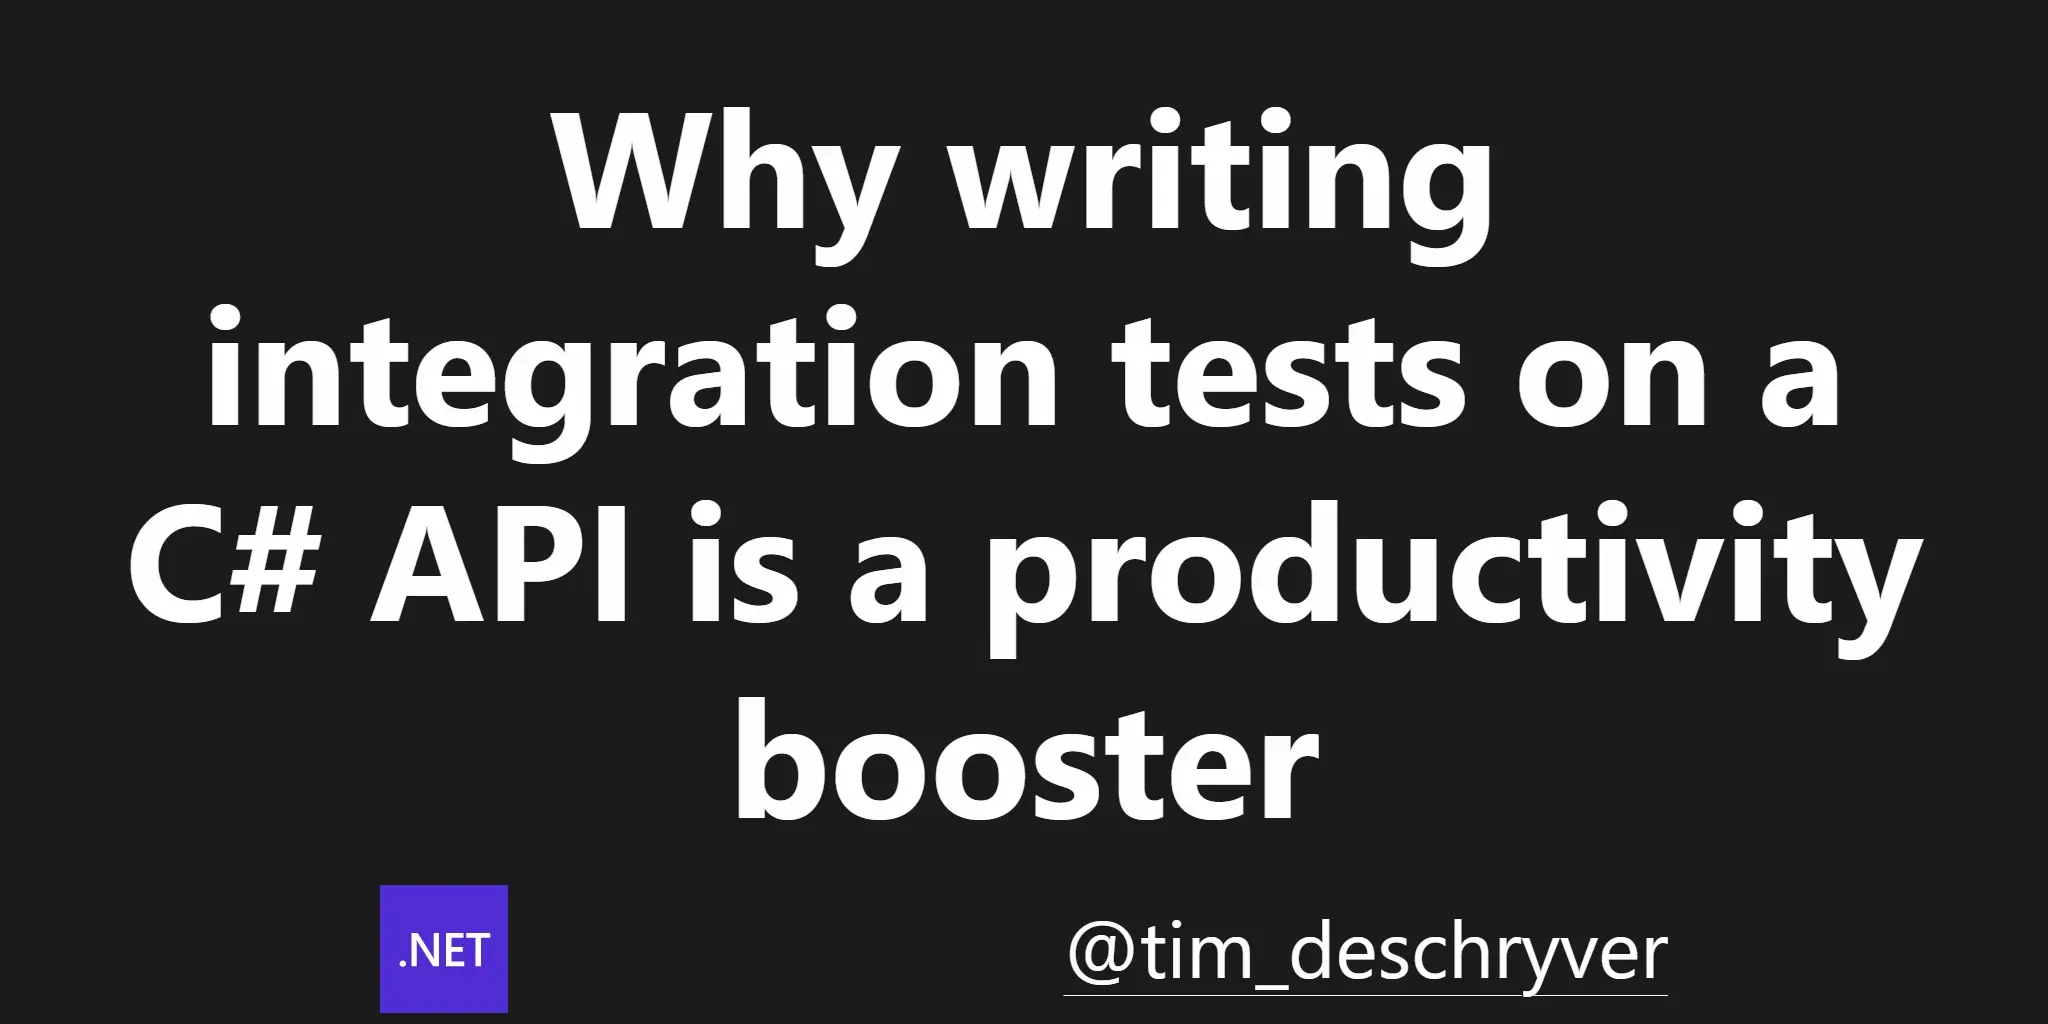 Why writing
integration tests on a
C# API is a productivity
booster
.NET
@tim_deschryver